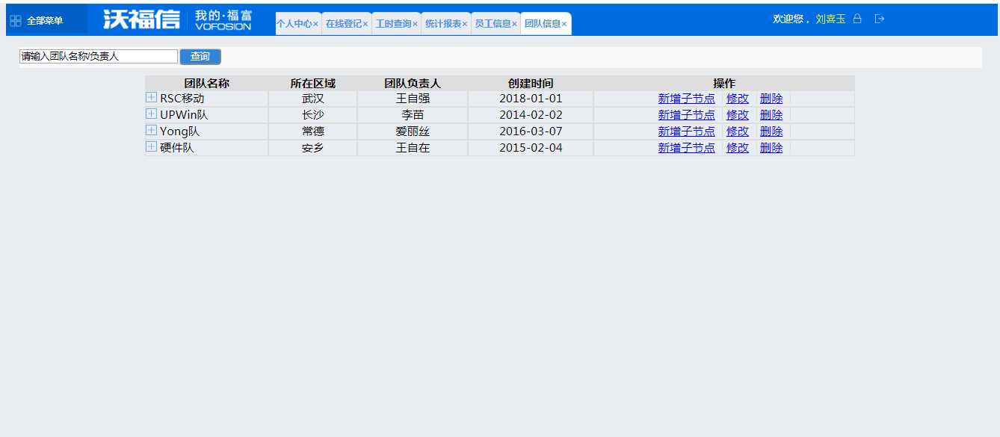 全部菜单 沃福信 我的·福富 VOFOSION 个人中心× 在线登记× 工时查询× 统计报表× 员工信息× 团队信息× 欢迎您， 刘喜玉
请输入团队名称/负责人 查询
团队名称 所在区域 团队负责人 创建时间 操作
RSC移动 武汉 王自强 2018-01-01 新增子节点 修改 删除
UPWin队 长沙 李苗 2014-02-02 新增子节点 修改 删除
Yong队 常德 爱丽丝 2016-03-07 新增子节点 修改 删除
硬件队 安乡 王自在 2015-02-04 新增子节点 修改 删除